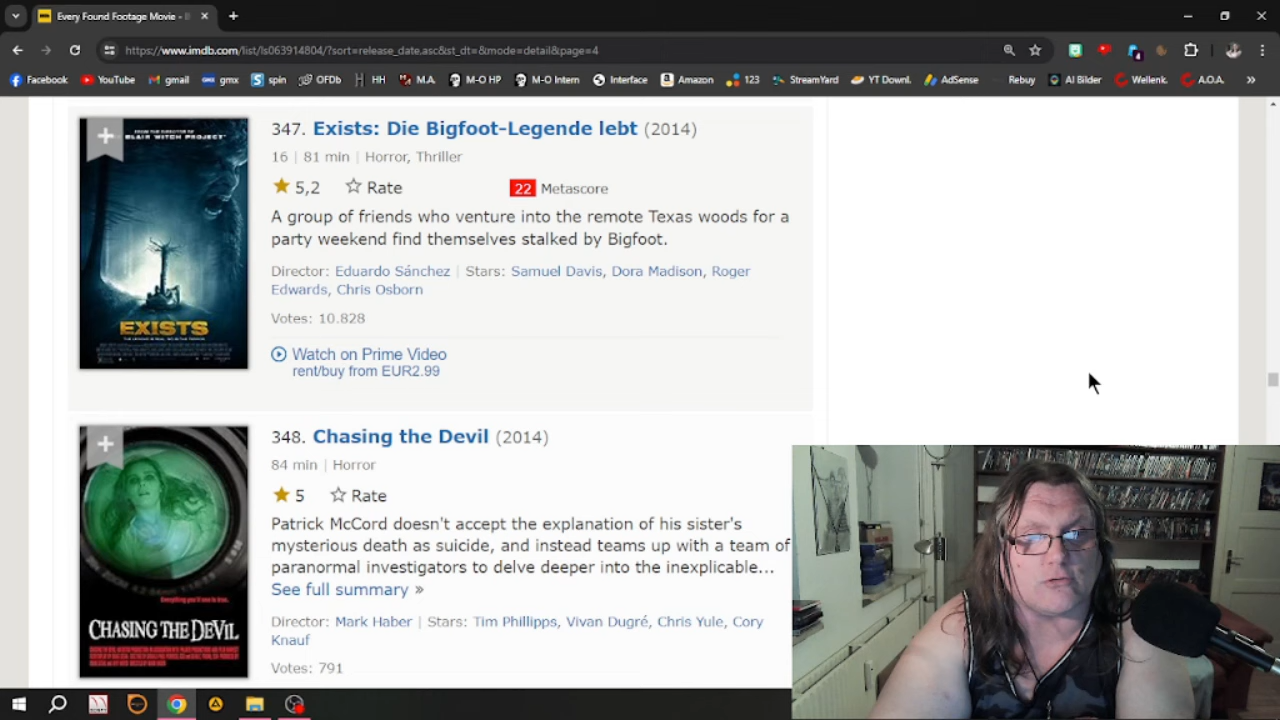 Every Found Footage Movie -
https://www.imdb.com/list/ls063914804/?sort=release_date.asc&st_dt=&mode=detail&page=4
Facebook YouTube gmail gmx spin OFDb HH M.A. M-O HP M-O Intern Interface Amazon 123 StreamYard YT Downl. AdSense Rebuy AI Bilder Wellenk. A.O.A. »
BLAIR WITCH PROJECT
EXISTS
347. Exists: Die Bigfoot-Legende lebt (2014)
16 | 81 min | Horror, Thriller
5,2 Rate 22 Metascore
A group of friends who venture into the remote Texas woods for a
party weekend find themselves stalked by Bigfoot.
Director: Eduardo Sánchez | Stars: Samuel Davis, Dora Madison, Roger
Edwards, Chris Osborn
Votes: 10.828
Watch on Prime Video
rent/buy from EUR2.99
CHASING THE DEVIL
348. Chasing the Devil (2014)
84 min | Horror
5 Rate
Patrick McCord doesn't accept the explanation of his sister's
mysterious death as suicide, and instead teams up with a team of
paranormal investigators to delve deeper into the inexplicable...
See full summary »
Director: Mark Haber | Stars: Tim Phillipps, Vivan Dugré, Chris Yule, Cory
Knauf
Votes: 791